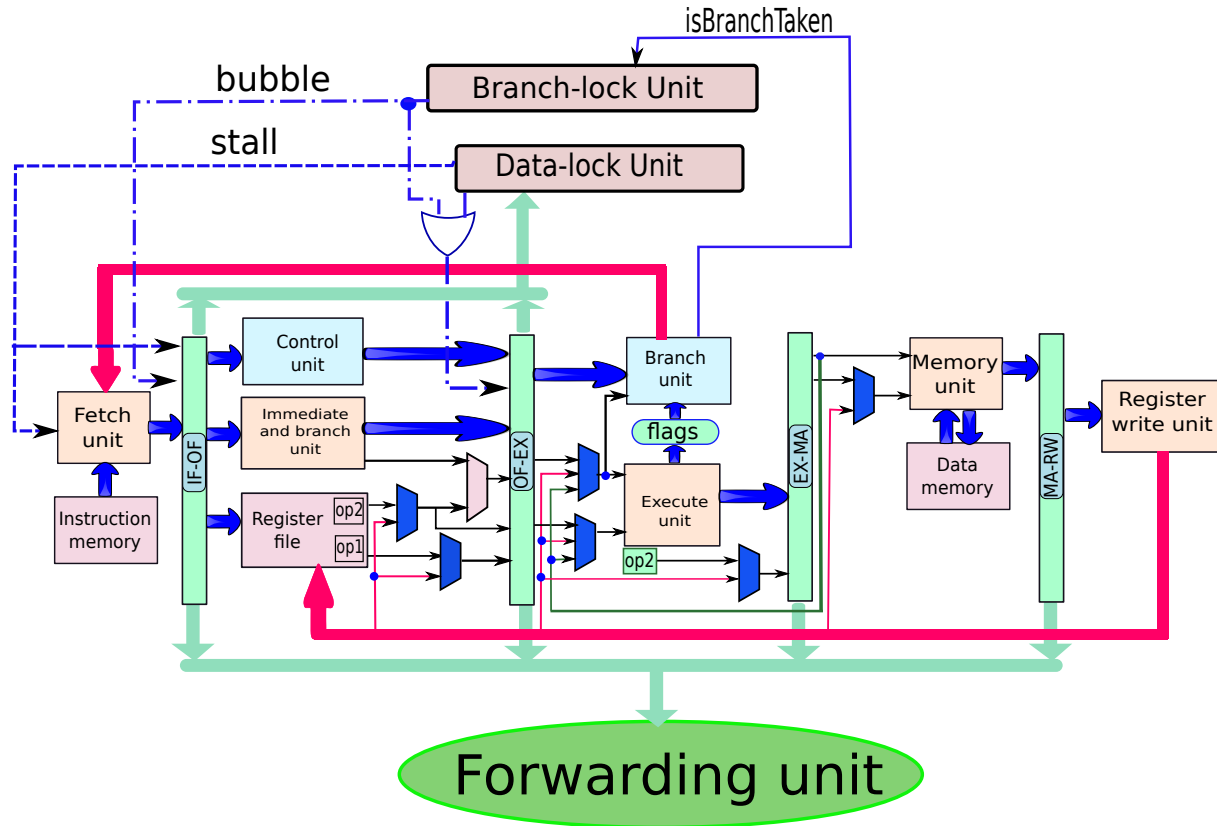 isBranchTaken
bubble
Branch-lock Unit
stall
Data-lock Unit
Control
unit
Branch
unit
Memory
unit
Fetch
unit
Immediate
and branch
unit
flags
Register
write unit
IF-OF
OF-EX
EX-MA
MA-RW
Instruction
memory
Register
file
op2
op1
Execute
unit
op2
Data
memory
Forwarding unit